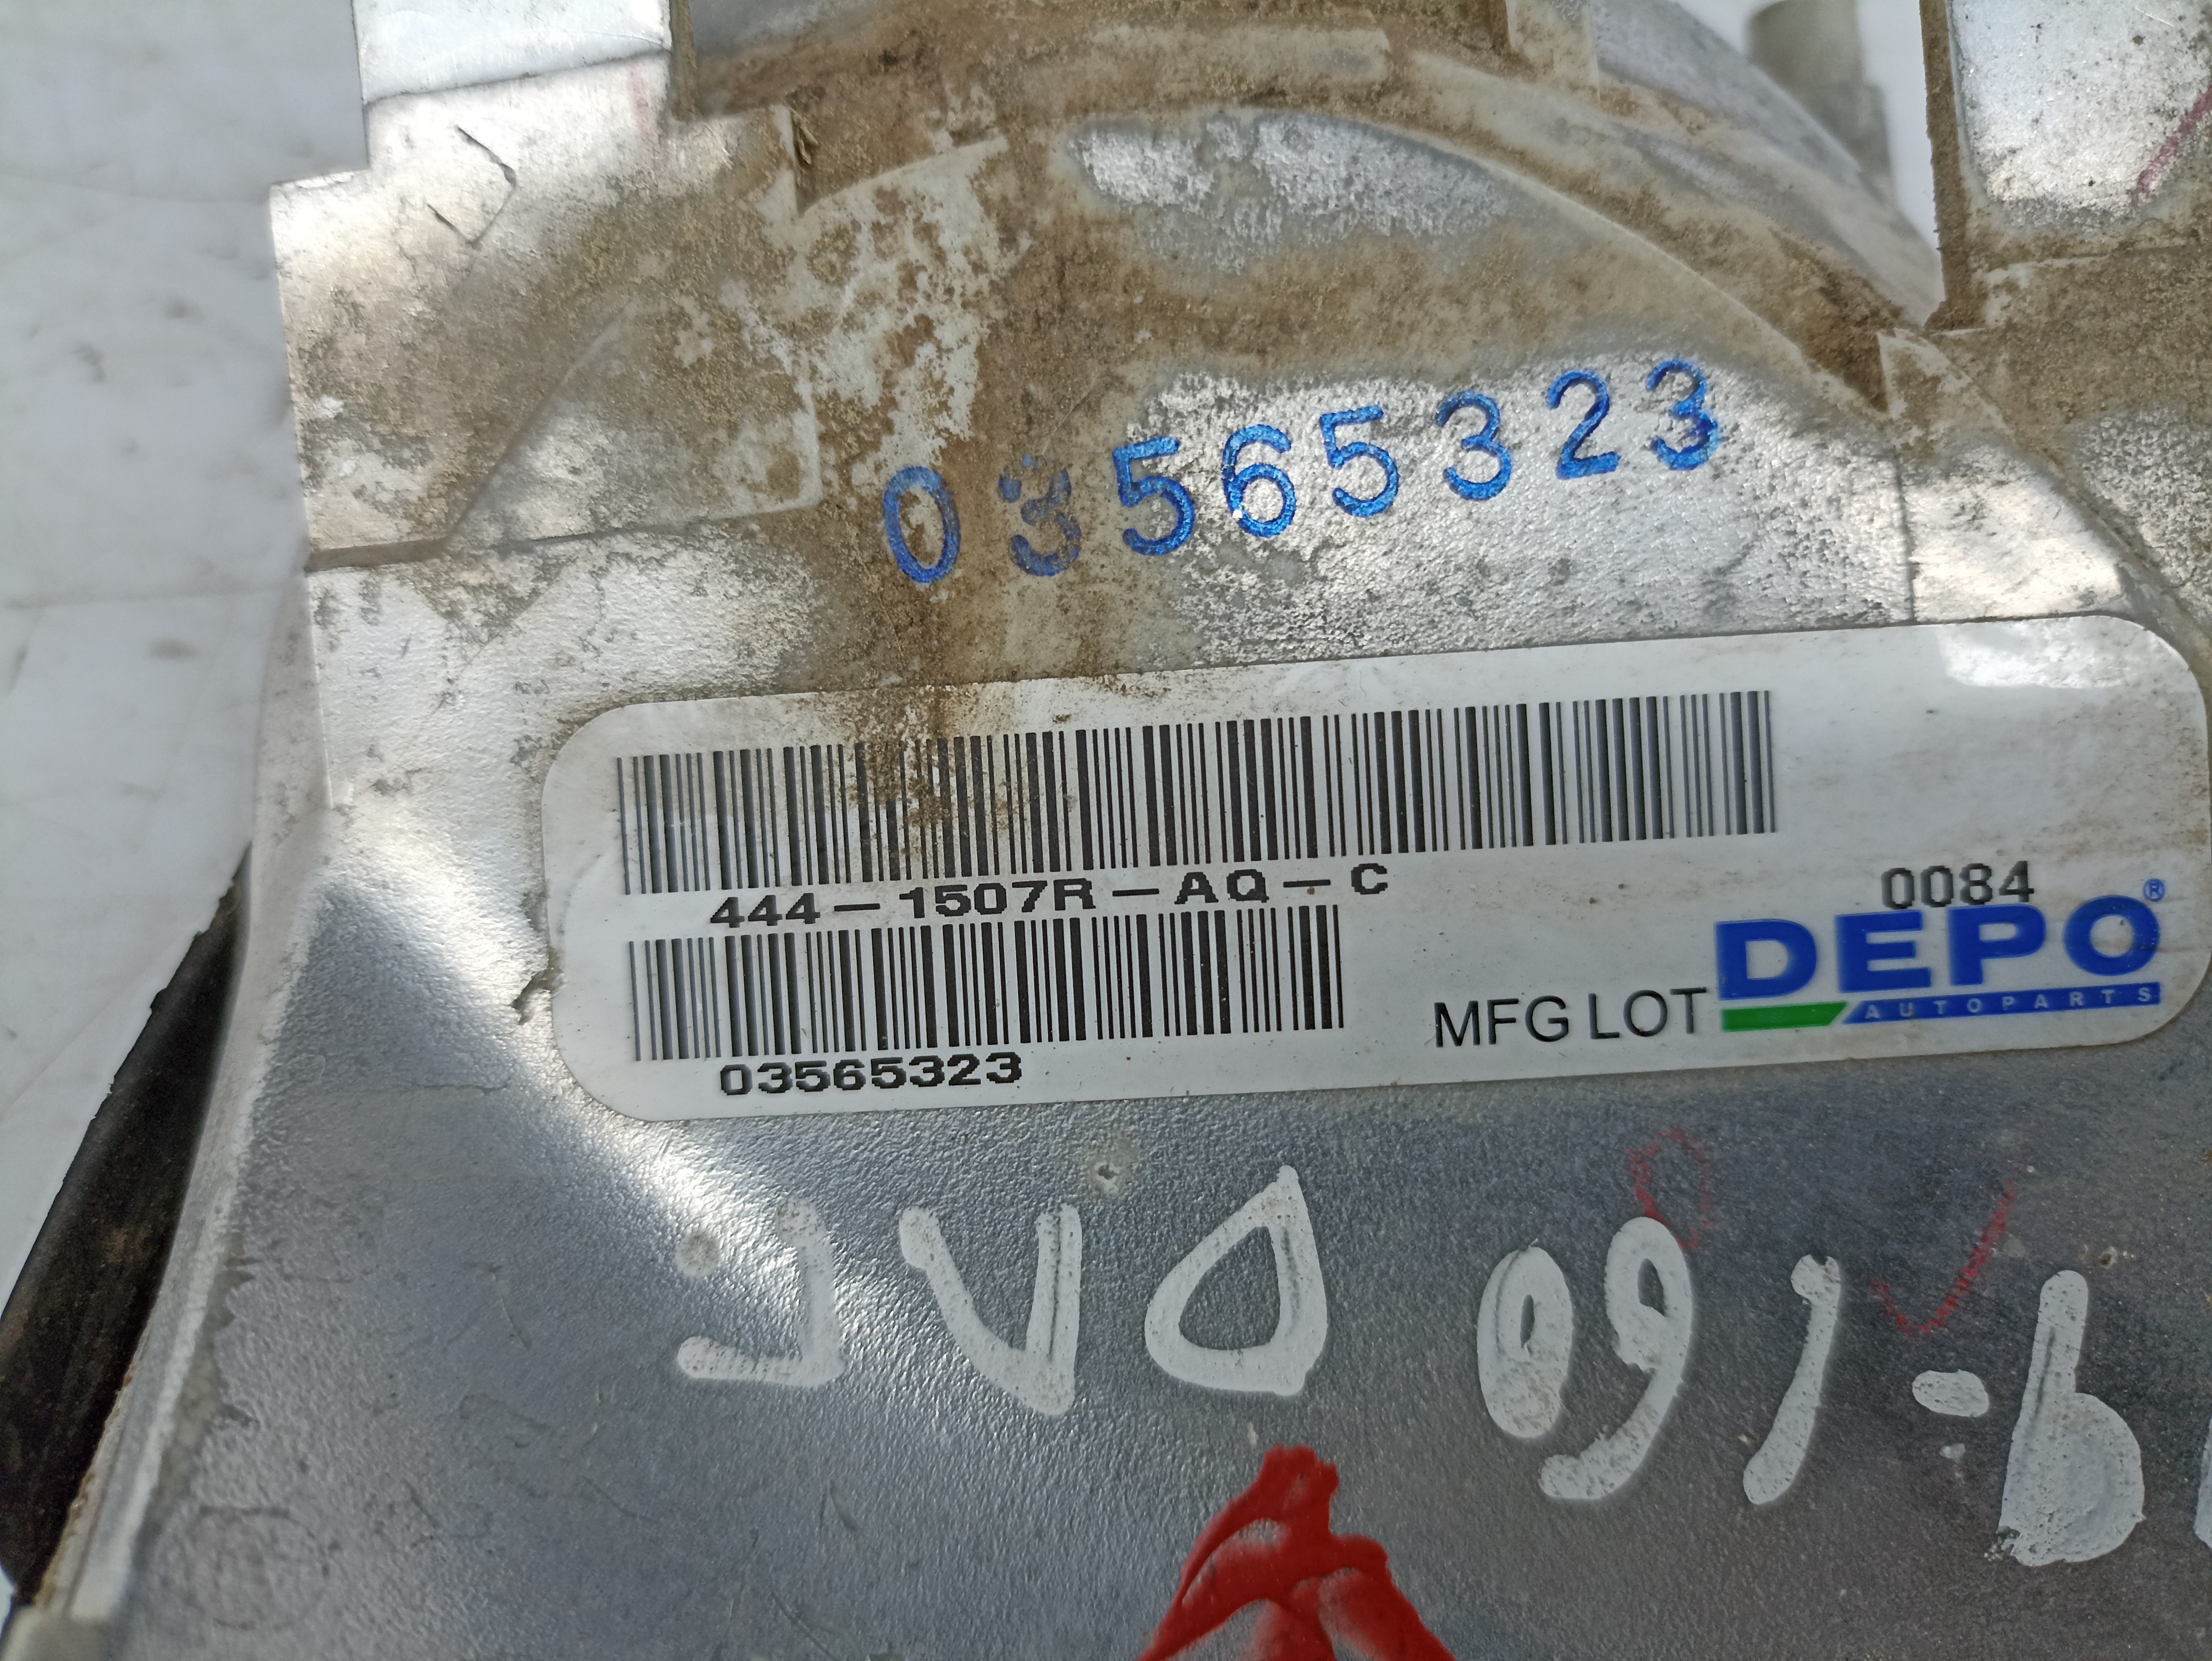 03565323
444-1507R-AQ-C
0084
DEPO®
AUTOPARTS
MFG LOT
03565323